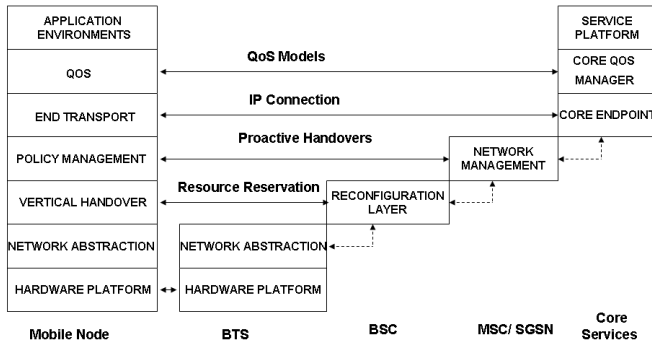 APPLICATION
ENVIRONMENTS
SERVICE
PLATFORM
QOS
QoS Models
CORE QOS
MANAGER
END TRANSPORT
IP Connection
CORE ENDPOINT
POLICY MANAGEMENT
Proactive Handovers
NETWORK
MANAGEMENT
VERTICAL HANDOVER
Resource Reservation
RECONFIGURATION
LAYER
NETWORK ABSTRACTION
NETWORK ABSTRACTION
HARDWARE PLATFORM
HARDWARE PLATFORM
Mobile Node
BTS
BSC
MSC/ SGSN
Core
Services